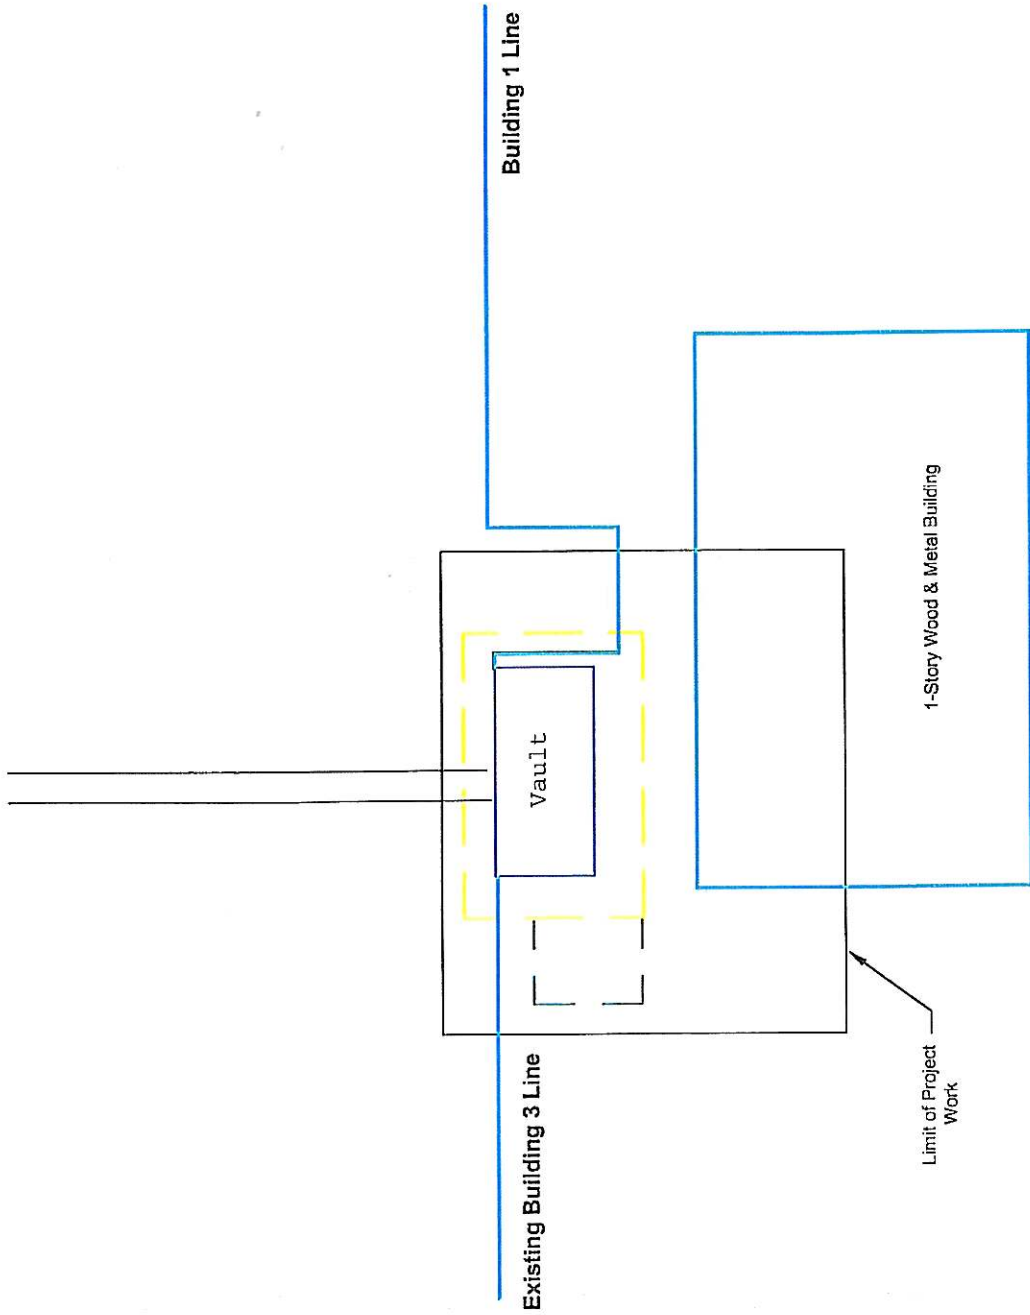 Building 1 Line
Vault
1-Story Wood & Metal Building
Existing Building 3 Line
Limit of Project
Work